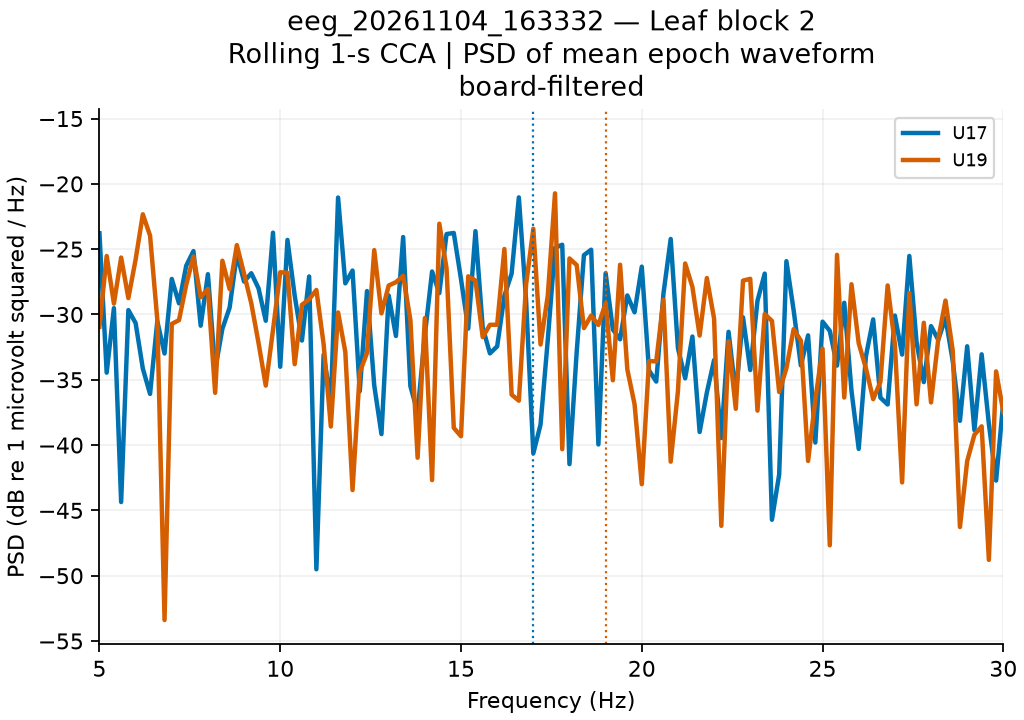 eeg_20261104_163332 — Leaf block 2
Rolling 1-s CCA | PSD of mean epoch waveform
board-filtered
U17
U19
PSD (dB re 1 microvolt squared / Hz)
−15
−20
−25
−30
−35
−40
−45
−50
−55
5
10
15
20
25
30
Frequency (Hz)